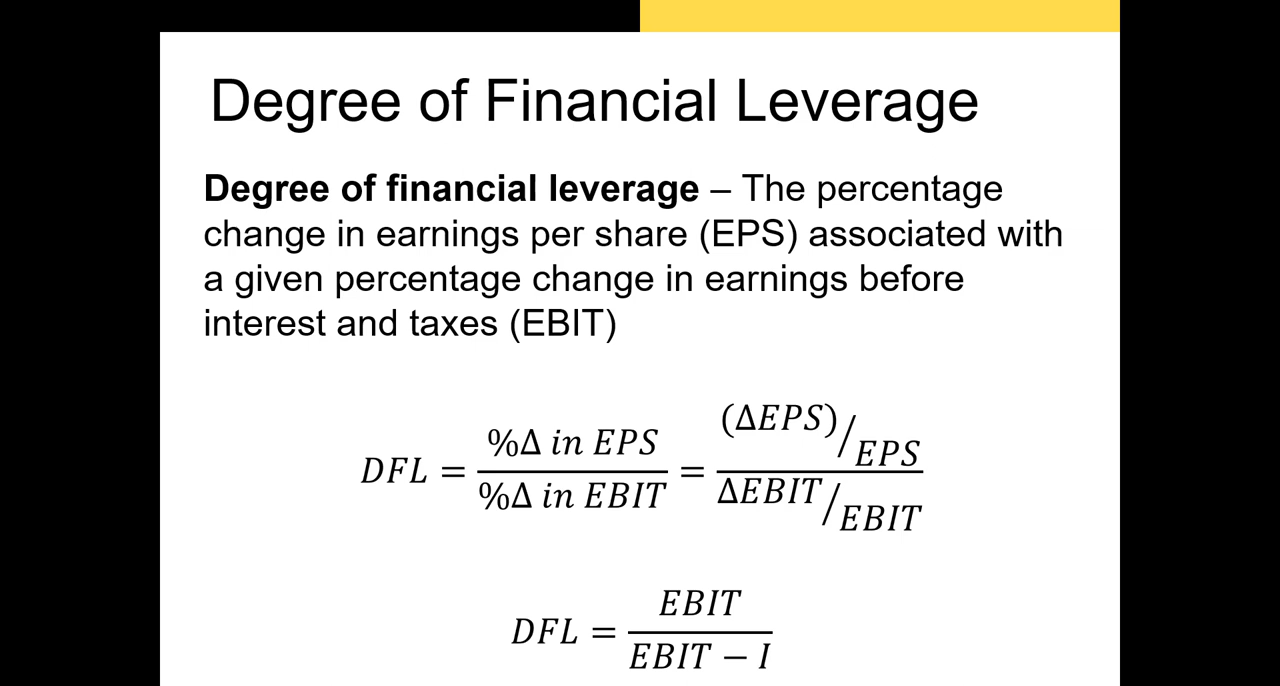 Degree of Financial Leverage
Degree of financial leverage – The percentage
change in earnings per share (EPS) associated with
a given percentage change in earnings before
interest and taxes (EBIT)
DFL = %Δ in EPS / %Δ in EBIT = (ΔEPS)/EPS / ΔEBIT/EBIT
DFL = EBIT / EBIT − I